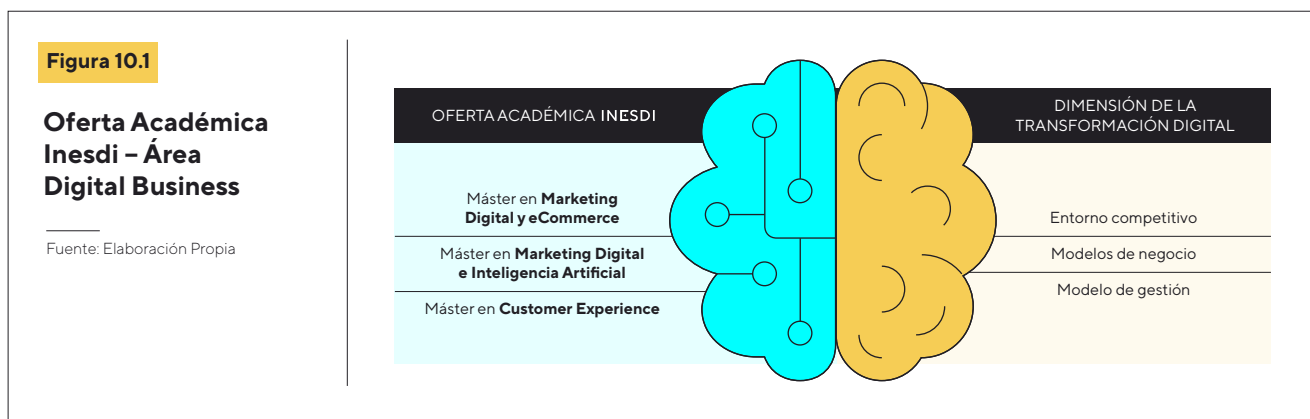 Figura 10.1
Oferta Académica
Inesdi – Área
Digital Business
Fuente: Elaboración Propia
OFERTA ACADÉMICA INESDI
Máster en Marketing
Digital y eCommerce
Máster en Marketing Digital
e Inteligencia Artificial
Máster en Customer Experience
DIMENSIÓN DE LA
TRANSFORMACIÓN DIGITAL
Entorno competitivo
Modelos de negocio
Modelo de gestión